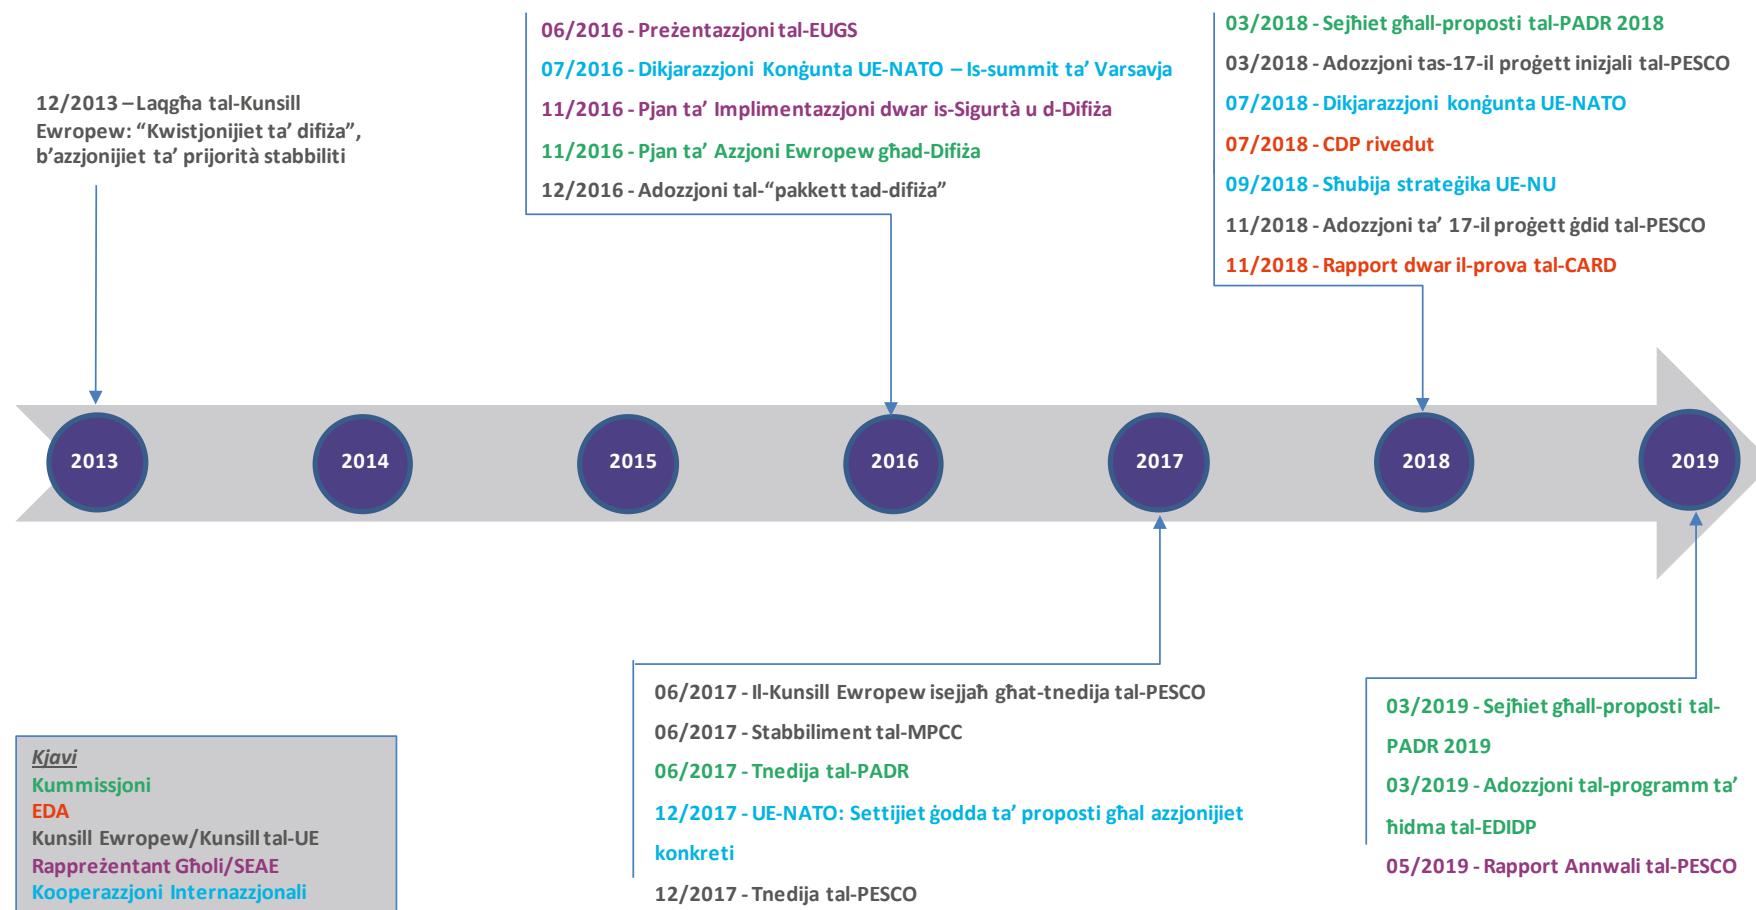 12/2013 – Laqgħa tal-Kunsill
Ewropew: “Kwistjonijiet ta’ difiża”,
b’azzjonijiet ta’ prijorità stabbiliti
06/2016 - Preżentazzjoni tal-EUGS
07/2016 - Dikjarazzjoni Konġunta UE-NATO – Is-summit ta’ Varsavja
11/2016 - Pjan ta’ Implimentazzjoni dwar is-Sigurtà u d-Difiża
11/2016 - Pjan ta’ Azzjoni Ewropew għad-Difiża
12/2016 - Adozzjoni tal-“pakkett tad-difiża”
03/2018 - Sejħiet għall-proposti tal-PADR 2018
03/2018 - Adozzjoni tas-17-il proġett inizjali tal-PESCO
07/2018 - Dikjarazzjoni konġunta UE-NATO
07/2018 - CDP rivedut
09/2018 - Sħubija strateġika UE-NU
11/2018 - Adozzjoni ta’ 17-il proġett ġdid tal-PESCO
11/2018 - Rapport dwar il-prova tal-CARD
2013
2014
2015
2016
2017
2018
2019
06/2017 - Il-Kunsill Ewropew isejjaħ għat-tnedija tal-PESCO
06/2017 - Stabbiliment tal-MPCC
06/2017 - Tnedija tal-PADR
12/2017 - UE-NATO: Settijiet ġodda ta’ proposti għal azzjonijiet
konkreti
12/2017 - Tnedija tal-PESCO
03/2019 - Sejħiet għall-proposti tal-
PADR 2019
03/2019 - Adozzjoni tal-programm ta’
ħidma tal-EDIDP
05/2019 - Rapport Annwali tal-PESCO
Kjavi
Kummissjoni
EDA
Kunsill Ewropew/Kunsill tal-UE
Rappreżentant Għoli/SEAE
Kooperazzjoni Internazzjonali